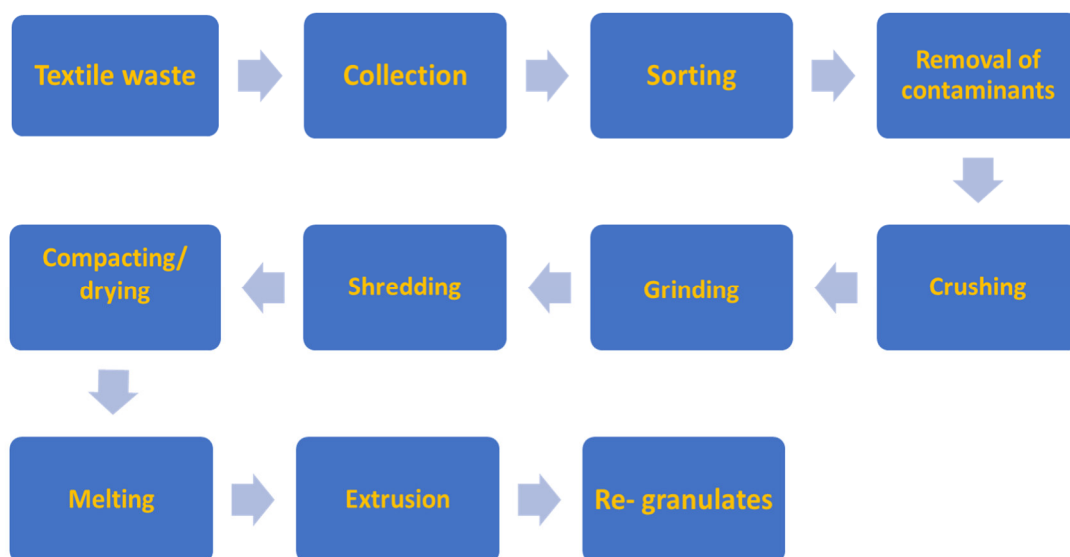 Textile waste
Collection
Sorting
Removal of
contaminants
Crushing
Grinding
Shredding
Compacting/
drying
Melting
Extrusion
Re- granulates